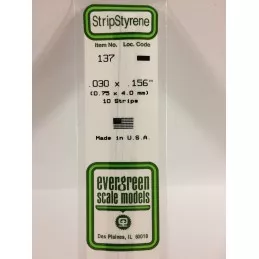 StripStyrene
Item No. Loc. Code
137
.030 x .156"
(0.75 x 4.0 mm)
10 Strips
Made in U.S.A.
evergreen
scale models
Des Plaines, IL 60018